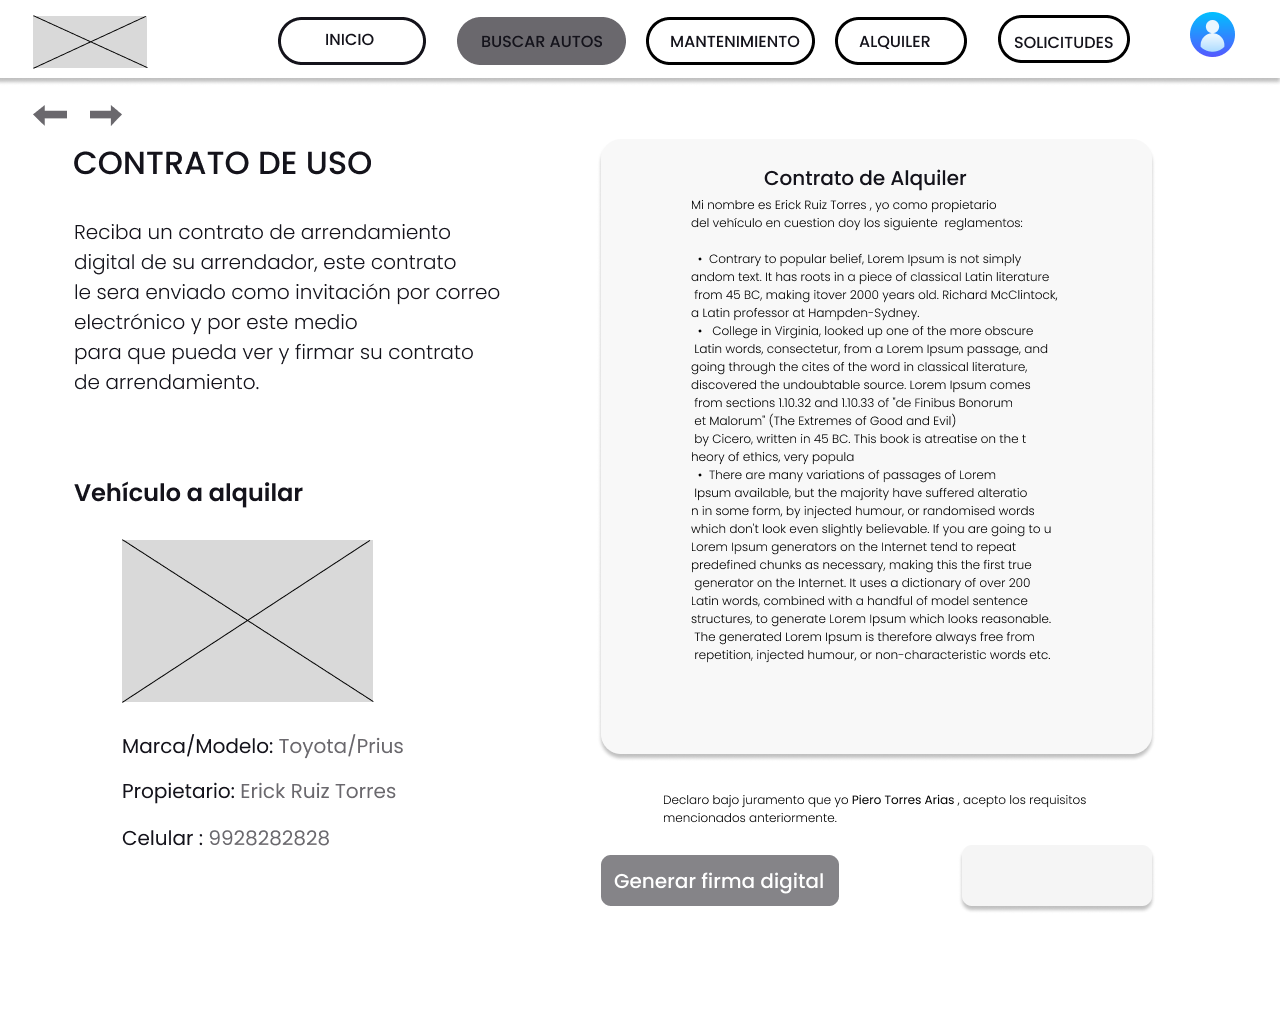 INICIO
BUSCAR AUTOS
MANTENIMIENTO
ALQUILER
SOLICITUDES
CONTRATO DE USO
Reciba un contrato de arrendamiento
digital de su arrendador, este contrato
le sera enviado como invitación por correo
electrónico y por este medio
para que pueda ver y firmar su contrato
de arrendamiento.
Vehículo a alquilar
Marca/Modelo: Toyota/Prius
Propietario: Erick Ruiz Torres
Celular : 9928282828
Contrato de Alquiler
Mi nombre es Erick Ruiz Torres , yo como propietario
del vehículo en cuestion doy los siguiente  reglamentos:
• Contrary to popular belief, Lorem Ipsum is not simply
andom text. It has roots in a piece of classical Latin literature
from 45 BC, making itover 2000 years old. Richard McClintock,
a Latin professor at Hampden-Sydney.
• College in Virginia, looked up one of the more obscure
Latin words, consectetur, from a Lorem Ipsum passage, and
going through the cites of the word in classical literature,
discovered the undoubtable source. Lorem Ipsum comes
from sections 1.10.32 and 1.10.33 of "de Finibus Bonorum
et Malorum" (The Extremes of Good and Evil)
by Cicero, written in 45 BC. This book is atreatise on the t
heory of ethics, very popula
• There are many variations of passages of Lorem
Ipsum available, but the majority have suffered alteratio
n in some form, by injected humour, or randomised words
which don't look even slightly believable. If you are going to u
Lorem Ipsum generators on the Internet tend to repeat
predefined chunks as necessary, making this the first true
generator on the Internet. It uses a dictionary of over 200
Latin words, combined with a handful of model sentence
structures, to generate Lorem Ipsum which looks reasonable.
The generated Lorem Ipsum is therefore always free from
repetition, injected humour, or non-characteristic words etc.
Declaro bajo juramento que yo Piero Torres Arias , acepto los requisitos
mencionados anteriormente.
Generar firma digital